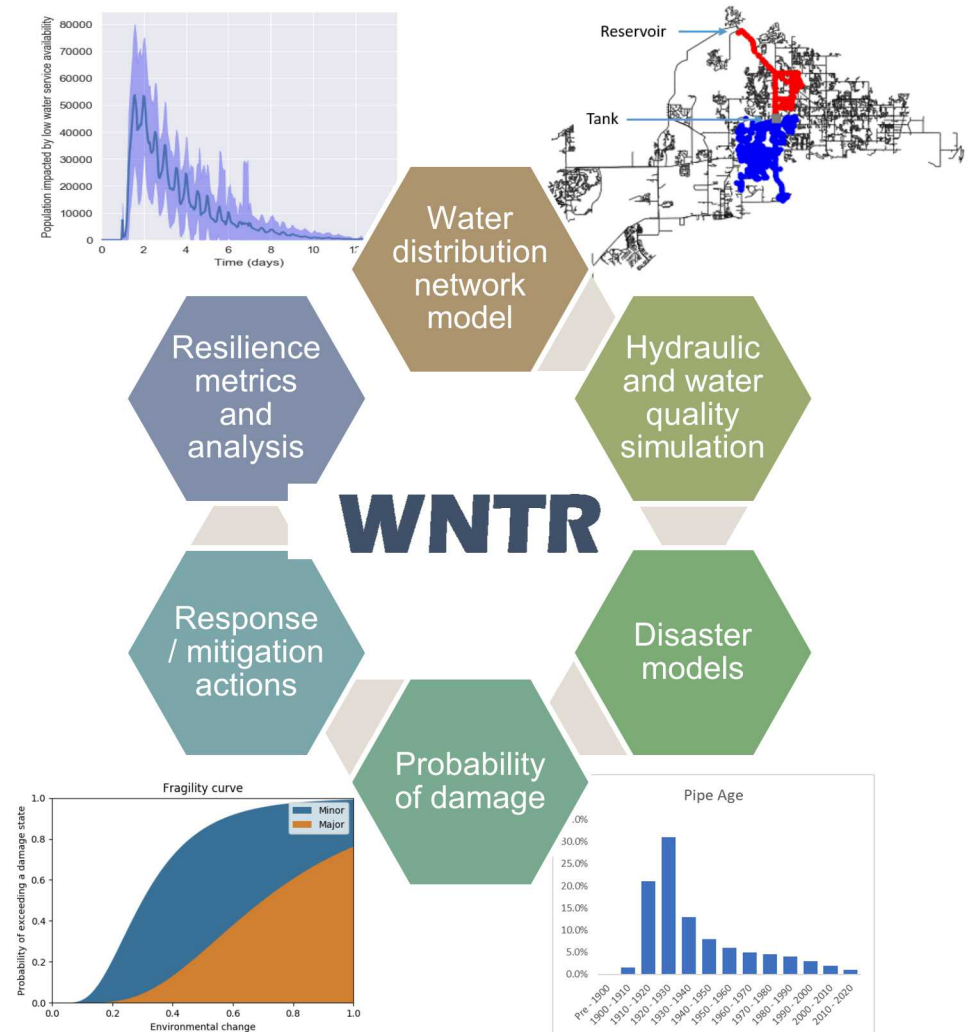 Population impacted by low water service availability
80000
70000
60000
50000
40000
30000
20000
10000
0
0
2
4
6
8
10
Time (days)
Reservoir
Tank
Water
distribution
network
model
Resilience
metrics
and
analysis
Hydraulic
and water
quality
simulation
WNTR
Response
/ mitigation
actions
Disaster
models
Probability
of damage
Fragility curve
Probability of exceeding a damage state
1.0
0.8
0.6
0.4
0.2
0.0
Minor
Major
0.0
0.2
0.4
0.6
0.8
1.0
Environmental change
Pipe Age
30.0%
25.0%
20.0%
15.0%
10.0%
5.0%
0.0%
Pre - 1900
1900 - 1910
1910 - 1920
1920 - 1930
1930 - 1940
1940 - 1950
1950 - 1960
1960 - 1970
1970 - 1980
1980 - 1990
1990 - 2000
2000 - 2010
2010 - 2020